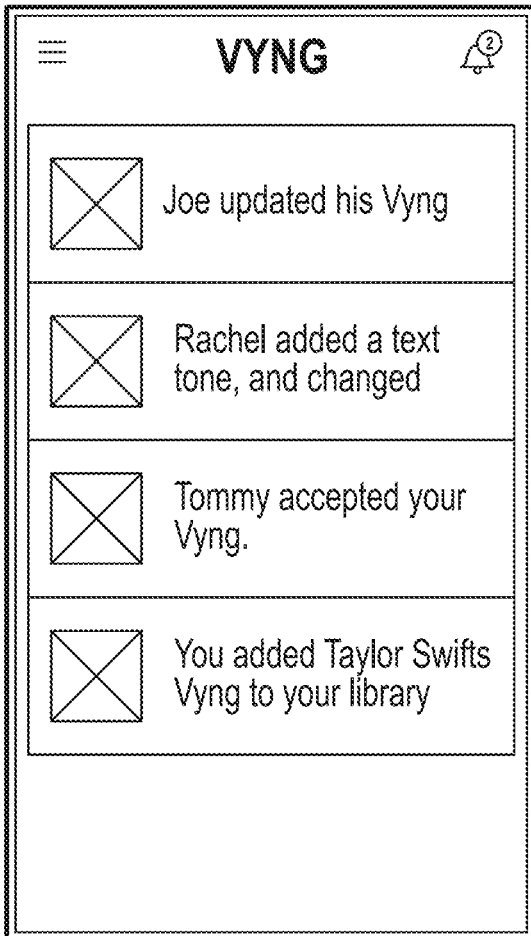 VYNG
2
Joe updated his Vyng
Rachel added a text
tone, and changed
Tommy accepted your
Vyng.
You added Taylor Swifts
Vyng to your library